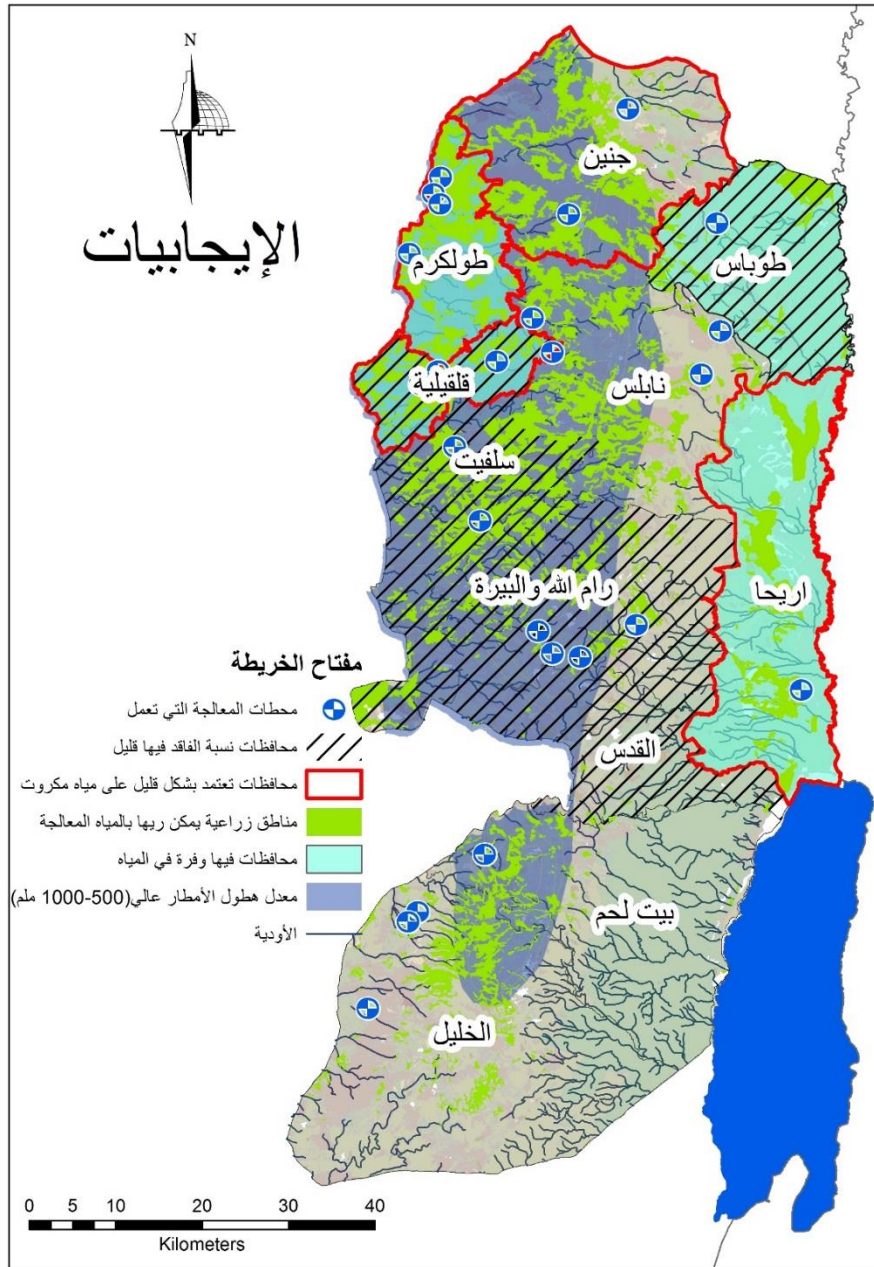 N
الإيجابيات
جنين
طوباس
طولكرم
قلقيلية
نابلس
سلفيت
رام الله والبيرة
اريحا
القدس
بيت لحم
الخليل
مفتاح الخريطة
محطات المعالجة التي تعمل
محافظات نسبة الفاقد فيها قليل
محافظات تعتمد بشكل قليل على مياه مكروت
مناطق زراعية يمكن ريها بالمياه المعالجة
محافظات فيها وفرة في المياه
معدل هطول الأمطار عالي(500-1000 ملم)
الأودية
0 5 10 20 30 40
Kilometers